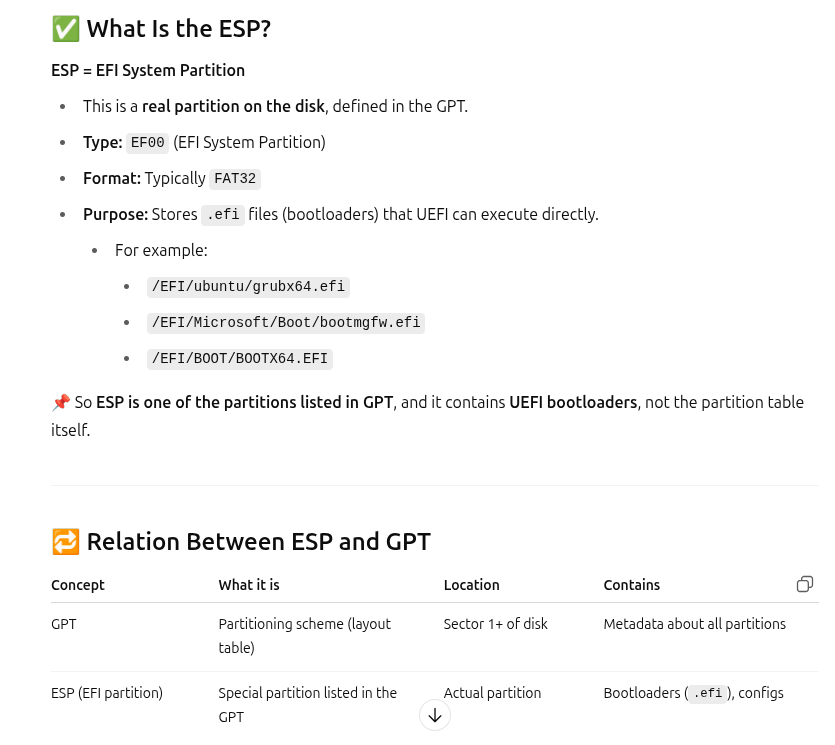 ✅ What Is the ESP?
ESP = EFI System Partition
• This is a real partition on the disk, defined in the GPT.
• Type: EF00 (EFI System Partition)
• Format: Typically FAT32
• Purpose: Stores .efi files (bootloaders) that UEFI can execute directly.
• For example:
• /EFI/ubuntu/grubx64.efi
• /EFI/Microsoft/Boot/bootmgfw.efi
• /EFI/BOOT/BOOTX64.EFI
📌 So ESP is one of the partitions listed in GPT, and it contains UEFI bootloaders, not the partition table
itself.
🔁 Relation Between ESP and GPT
Concept What it is Location Contains
GPT Partitioning scheme (layout Sector 1+ of disk Metadata about all partitions
table)
ESP (EFI partition) Special partition listed in the Actual partition Bootloaders (.efi), configs
GPT